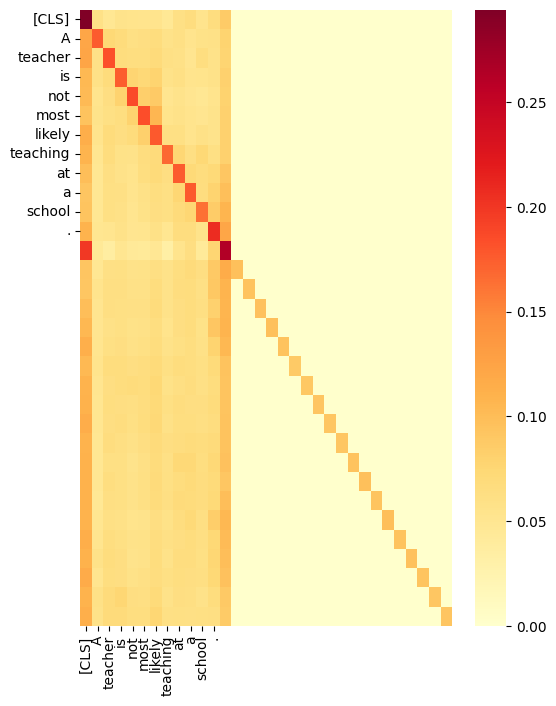 [CLS]
A
teacher
is
not
most
likely
teaching
at
a
school
.
0.25
0.20
0.15
0.10
0.05
0.00
[CLS]
A
teacher
is
not
most
likely
teaching
at
a
school
.